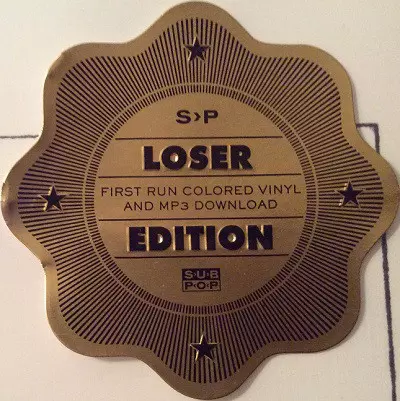 S>P
LOSER
FIRST RUN COLORED VINYL
AND MP3 DOWNLOAD
EDITION
SUB
POP